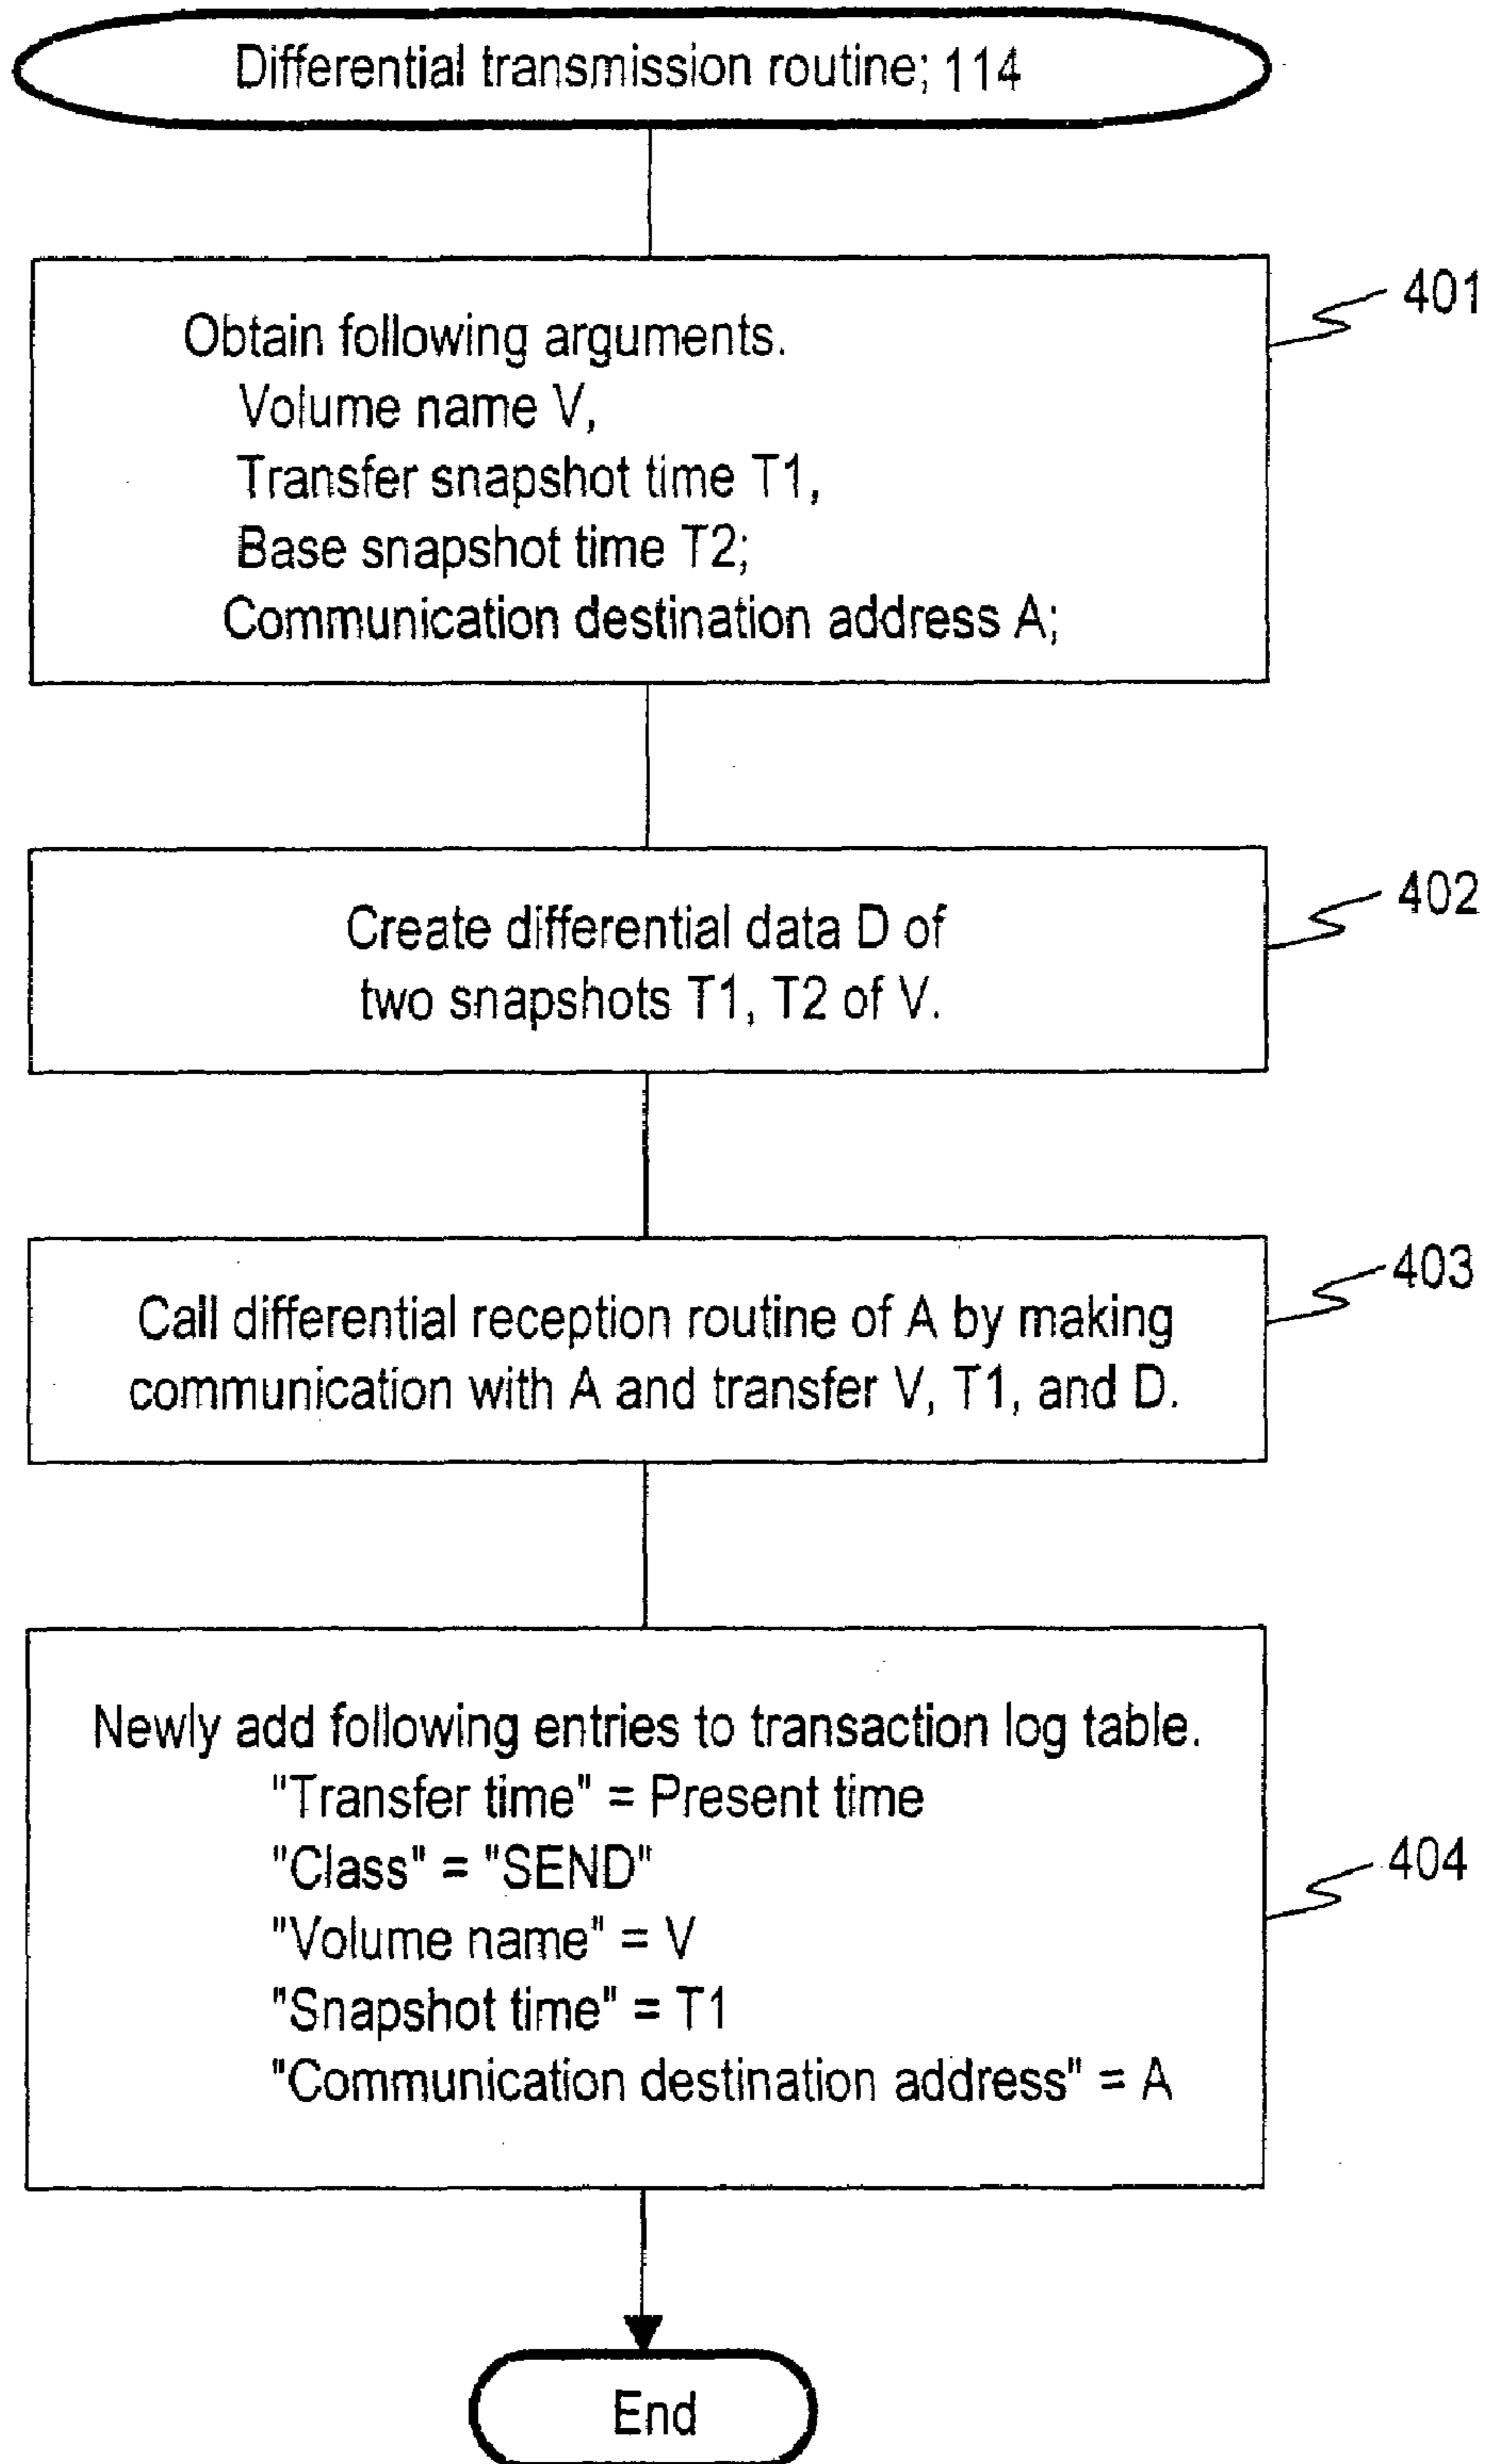 Differential transmission routine; 114
401
Obtain following arguments.
Volume name V,
Transfer snapshot time T1,
Base snapshot time T2;
Communication destination address A;
402
Create differential data D of
two snapshots T1, T2 of V.
403
Call differential reception routine of A by making
communication with A and transfer V, T1, and D.
Newly add following entries to transaction log table.
"Transfer time" = Present time
"Class" = "SEND"
404
"Volume name" = V
"Snapshot time" = T1
"Communication destination address" = A
End